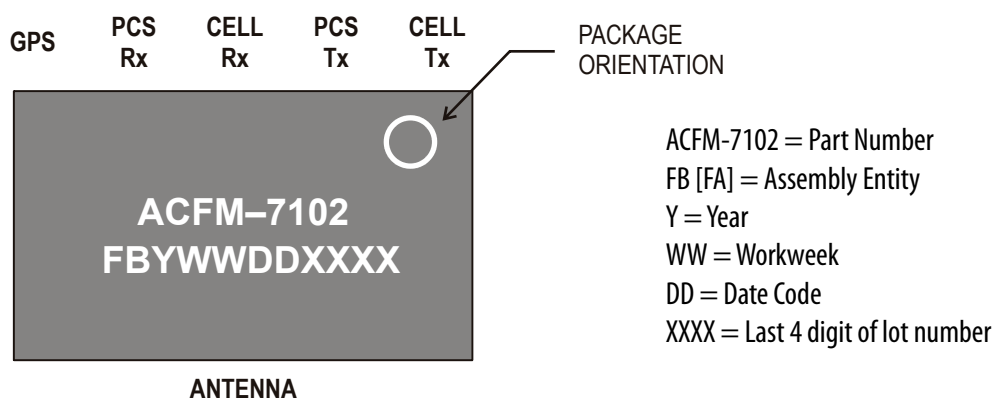 GPS
PCS
Rx
CELL
Rx
PCS
Tx
CELL
Tx
PACKAGE
ORIENTATION
ACFM–7102
FBYWWDDXXXX
ANTENNA
ACFM-7102 = Part Number
FB [FA] = Assembly Entity
Y = Year
WW = Workweek
DD = Date Code
XXXX = Last 4 digit of lot number